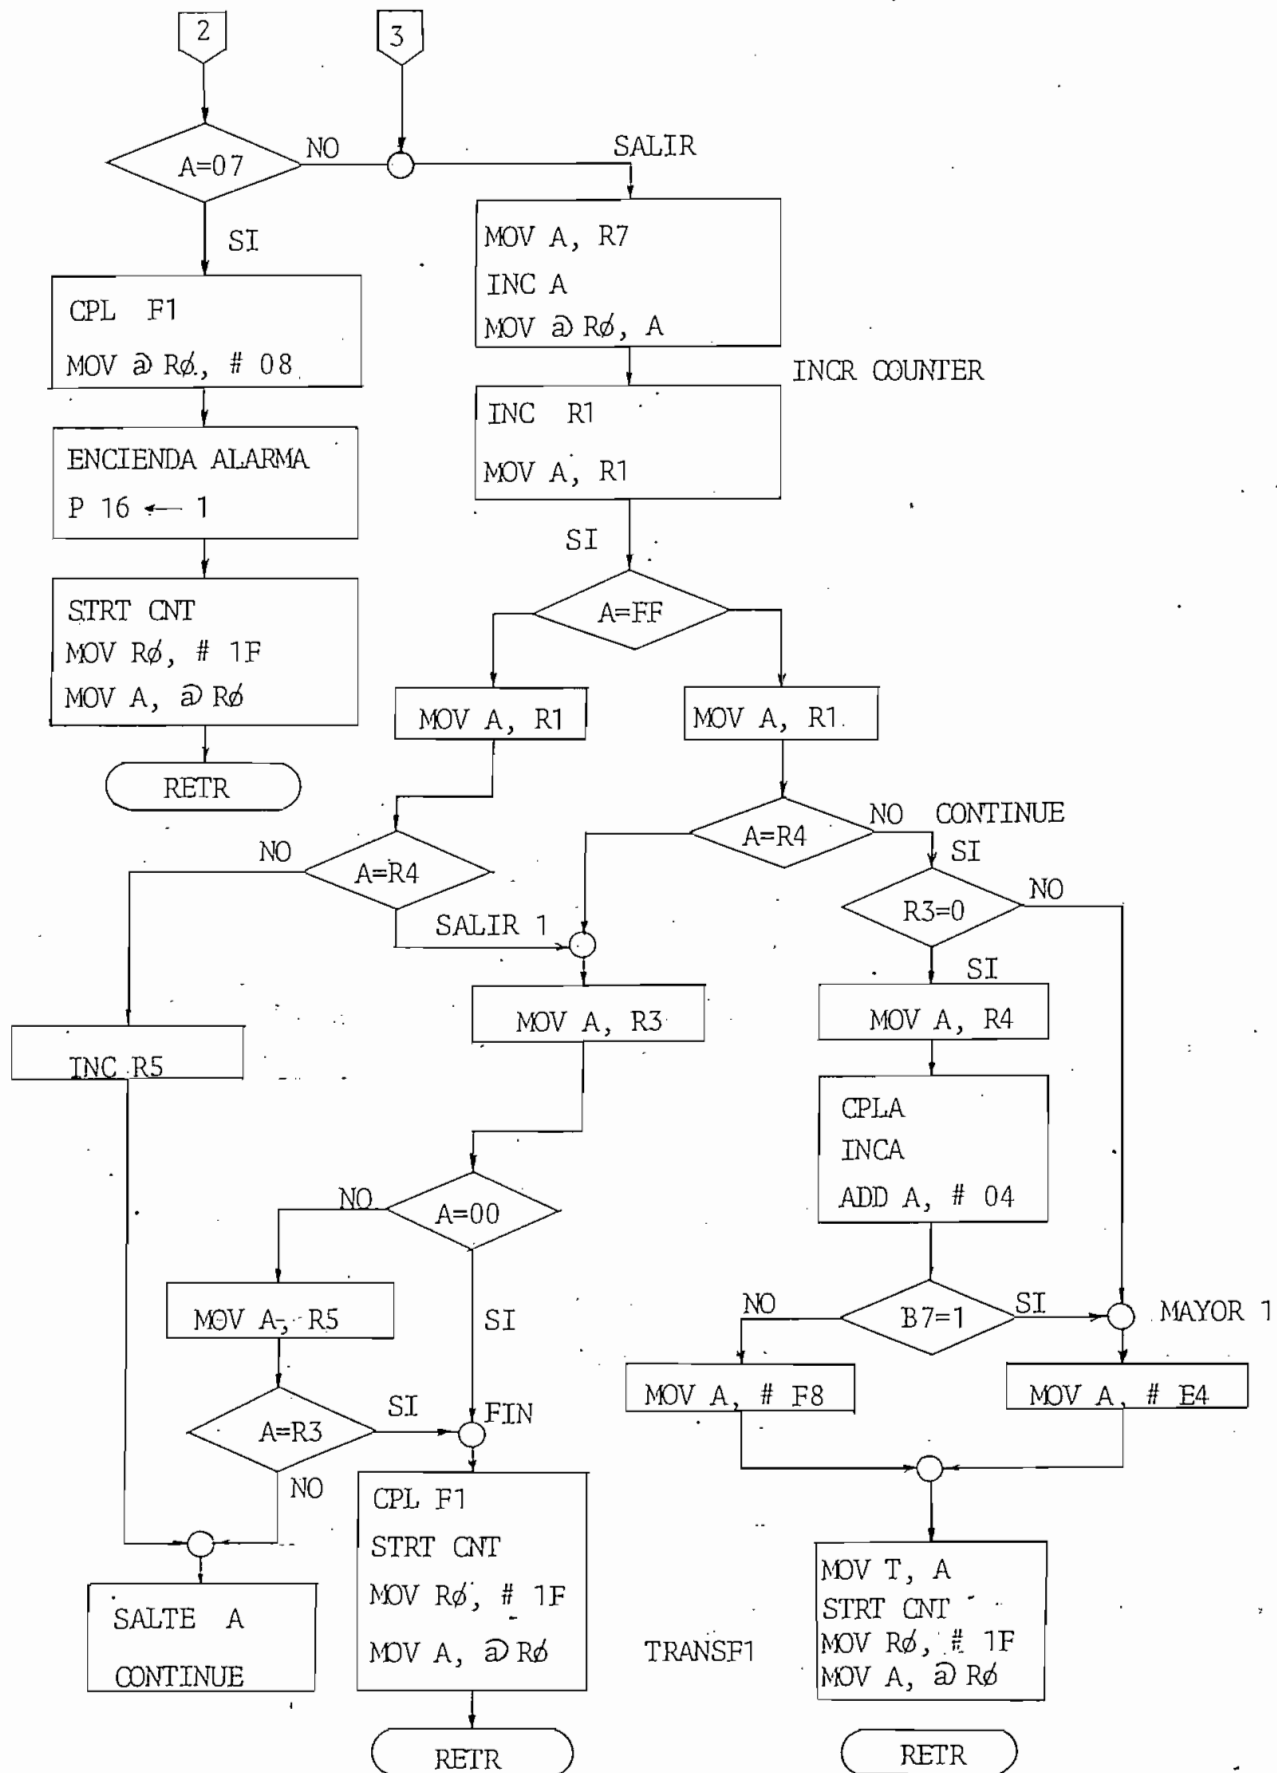 2
3
A=07
NO
SALIR
SI
CPL F1
MOV @ RØ, # 08
ENCIENDA ALARMA
P 16 ← 1
STRT CNT
MOV RØ, # 1F
MOV A, @ RØ
RETR
MOV A, R7
INC A
MOV @ RØ, A
INCR COUNTER
INC R1
MOV A, R1
SI
A=FF
MOV A, R1
MOV A, R1
A=R4
NO
SALIR 1
INC R5
A=R4
NO CONTINUE
SI
R3=0
NO
SI
MOV A, R3
MOV A, R4
CPLA
INCA
ADD A, # 04
A=00
NO
SI
MOV A, R5
A=R3
SI
FIN
NO
SALTE A
CONTINUE
CPL F1
STRT CNT
MOV RØ, # 1F
MOV A, @ RØ
RETR
B7=1
NO
SI
MAYOR 1
MOV A, # F8
MOV A, # E4
TRANSF1
MOV T, A
STRT CNT
MOV RØ, # 1F
MOV A, @ RØ
RETR